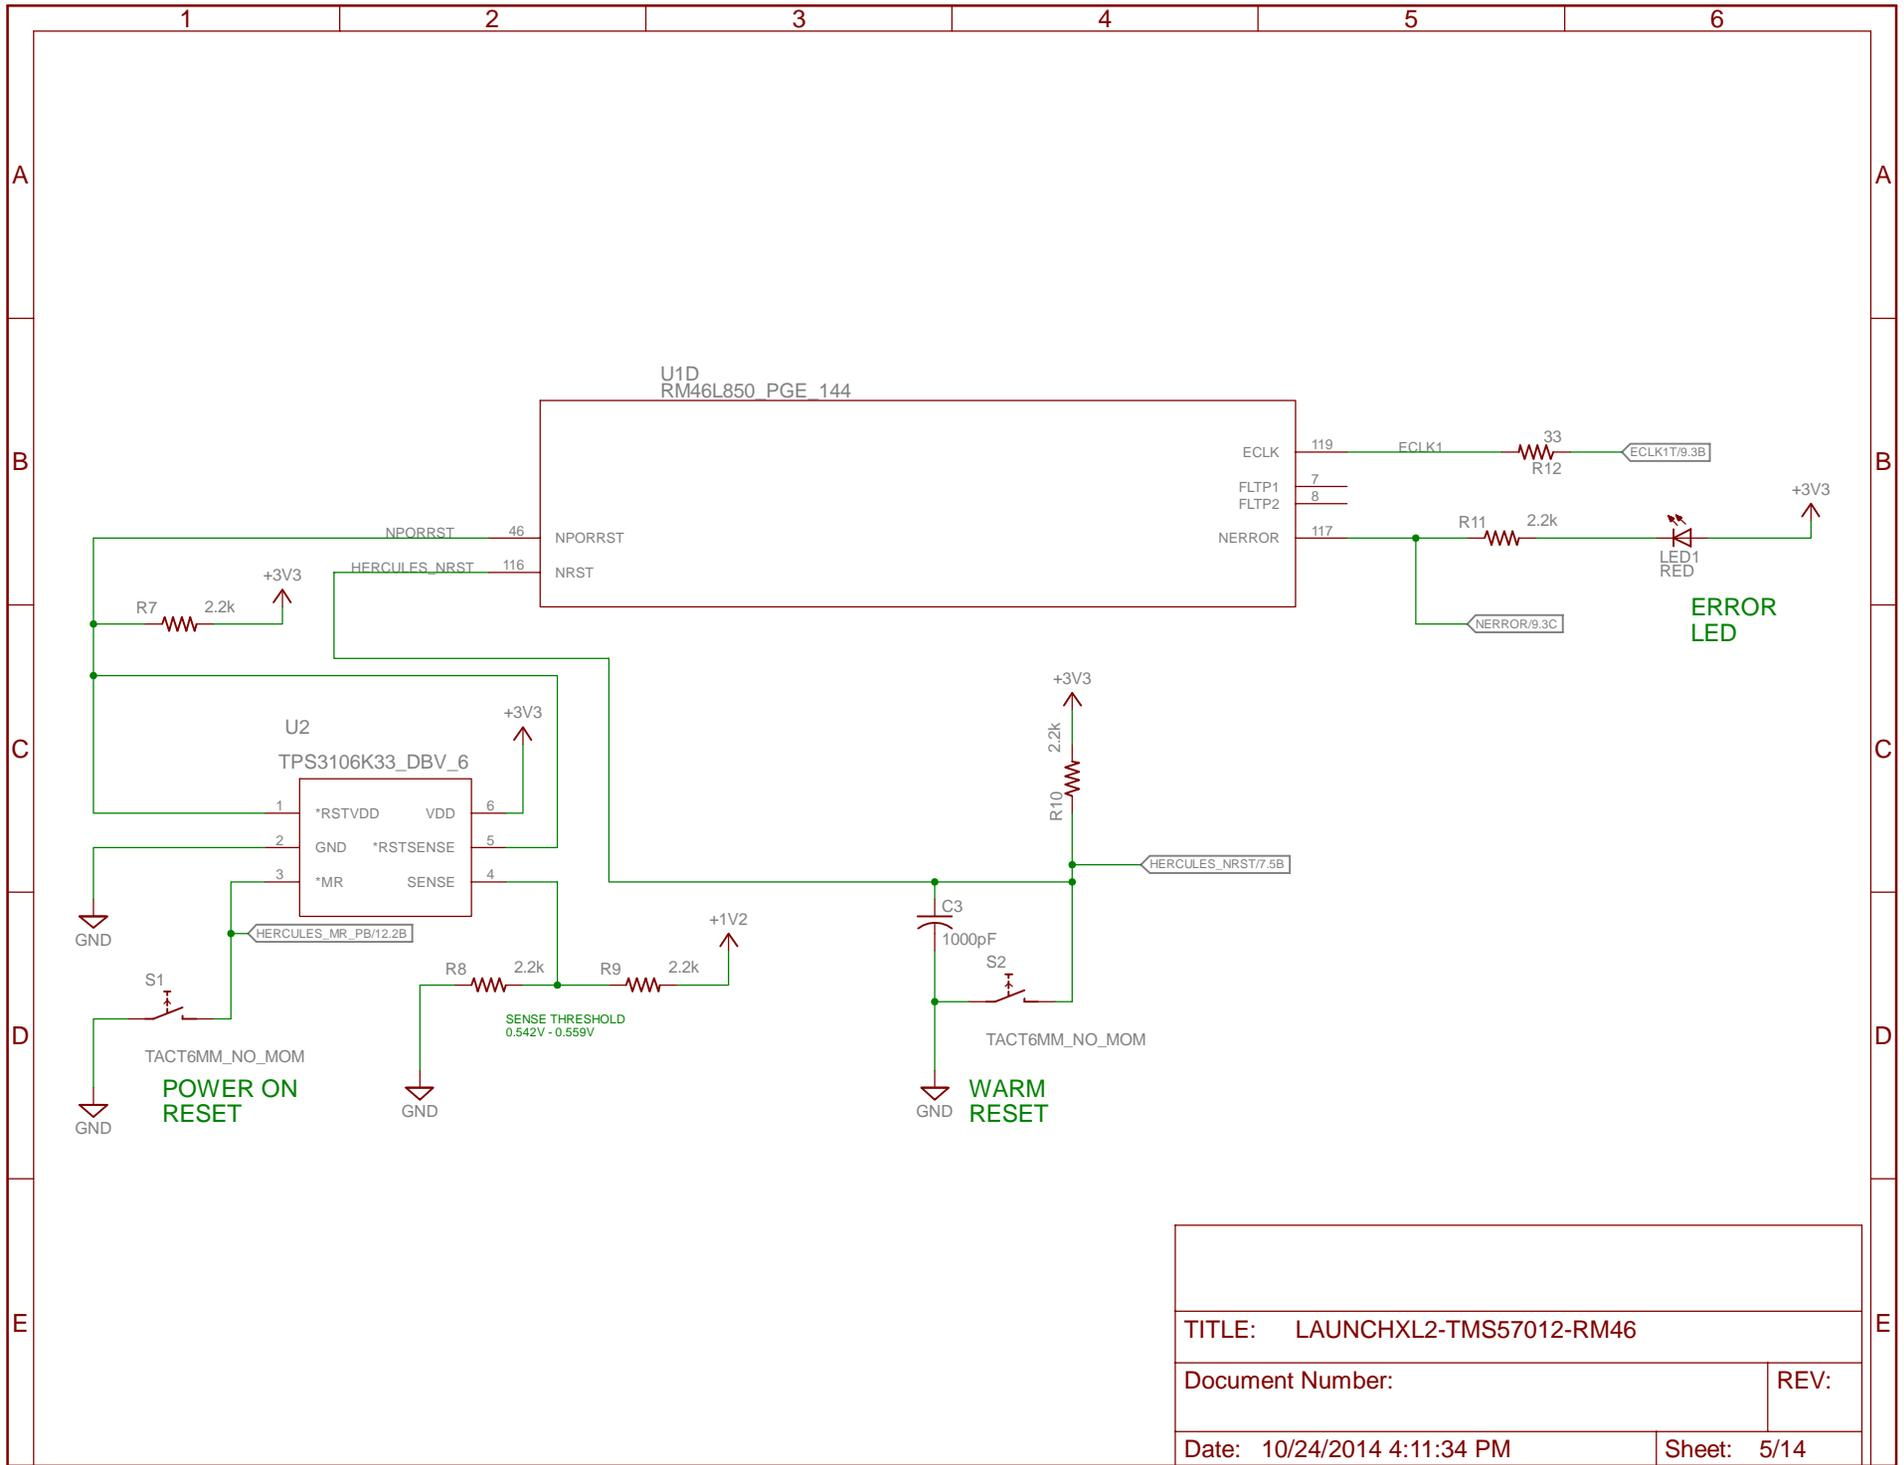 1 2 3 4 5 6
A A
U1D
RM46L850_PGE_144
B B
ECLK 119 ECLK1 33 ECLK1T/9.3B
R12
FLTP1 7
FLTP2 8
+3V3
NPORRST 46 NPORRST
NERROR 117 R11 2.2k
LED1
RED
HERCULES_NRST 116 NRST
+3V3
R7 2.2k
NERROR/9.3C
ERROR
LED
+3V3
2.2k
R10
C C
U2
+3V3
TPS3106K33_DBV_6
1 *RSTVDD VDD 6
2 GND *RSTSENSE 5
3 *MR SENSE 4
HERCULES_NRST/7.5B
GND
HERCULES_MR_PB/12.2B
+1V2
C3
1000pF
S1
R8 2.2k R9 2.2k
S2
SENSE THRESHOLD
0.542V - 0.559V
D D
TACT6MM_NO_MOM
TACT6MM_NO_MOM
POWER ON
RESET
GND
GND
GND
WARM
RESET
E E
TITLE: LAUNCHXL2-TMS57012-RM46
Document Number: REV:
Date: 10/24/2014 4:11:34 PM Sheet: 5/14